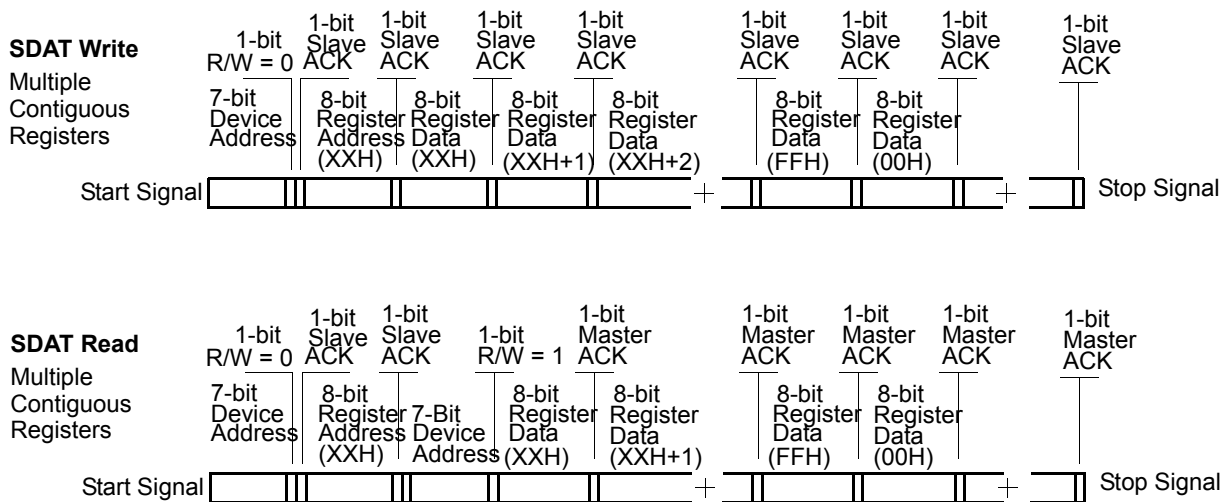 SDAT Write
Multiple
Contiguous
Registers
1-bit
R/W = 0
1-bit
Slave
ACK
1-bit
Slave
ACK
1-bit
Slave
ACK
1-bit
Slave
ACK
1-bit
Slave
ACK
1-bit
Slave
ACK
1-bit
Slave
ACK
1-bit
Slave
ACK
7-bit
Device
Address
8-bit
Register
Address
(XXH)
8-bit
Register
Data
(XXH)
8-bit
Register
Data
(XXH+1)
8-bit
Register
Data
(XXH+2)
8-bit
Register
Data
(FFH)
8-bit
Register
Data
(00H)
Start Signal
Stop Signal
SDAT Read
Multiple
Contiguous
Registers
1-bit
R/W = 0
1-bit
Slave
ACK
1-bit
Slave
ACK
1-bit
R/W = 1
1-bit
Master
ACK
1-bit
Master
ACK
1-bit
Master
ACK
1-bit
Master
ACK
1-bit
Master
ACK
7-bit
Device
Address
8-bit
Register
Address
(XXH)
7-Bit
Device
Address
8-bit
Register
Data
(XXH)
8-bit
Register
Data
(XXH+1)
8-bit
Register
Data
(FFH)
8-bit
Register
Data
(00H)
Start Signal
Stop Signal